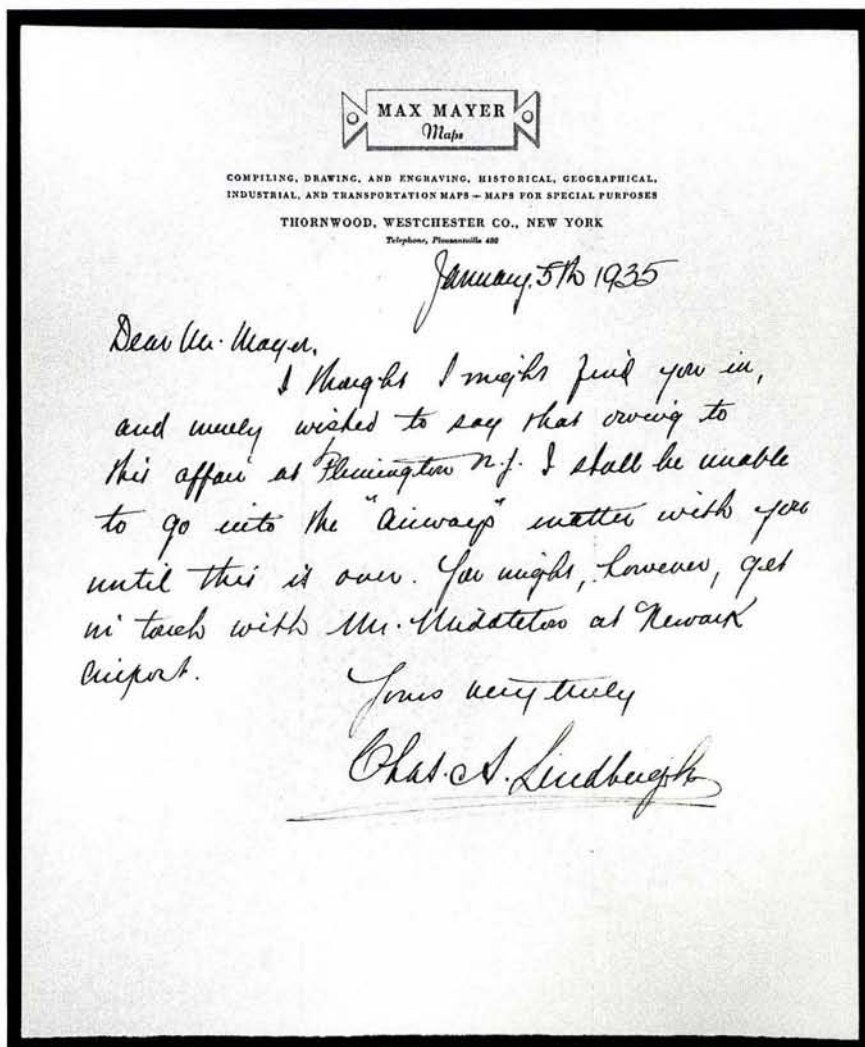 MAX MAYER
Maps
COMPILING, DRAWING, AND ENGRAVING, HISTORICAL, GEOGRAPHICAL,
INDUSTRIAL, AND TRANSPORTATION MAPS — MAPS FOR SPECIAL PURPOSES
THORNWOOD, WESTCHESTER CO., NEW YORK
Telephone, Pleasantville 480
January 5th 1935
Dear Mr. Mayer,
I thought I might find you in,
and merely wished to say that owing to
this affair at Flemington N.J. I shall be unable
to go into the "Airways" matter with you
until this is over. You might, however, get
in touch with Mr. Middleton at Newark
airport.
Yours very truly
Chas. A. Lindbergh